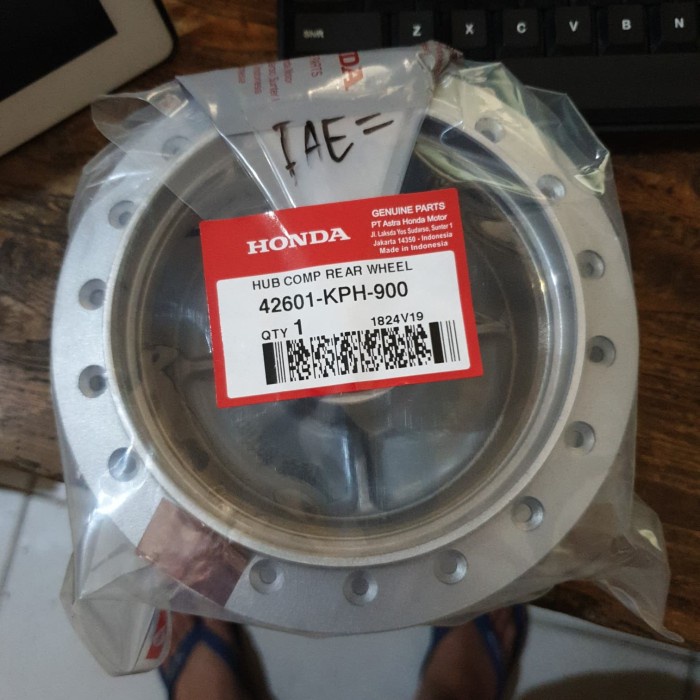 Z X C V B N
IAE=
HONDA
GENUINE PARTS
PT Astra Honda Motor
Jl. Laksda Yos Sudarso, Sunter 1
Jakarta 14350 - Indonesia
Made in Indonesia
HUB COMP REAR WHEEL
42601-KPH-900
QTY 1
1824V19